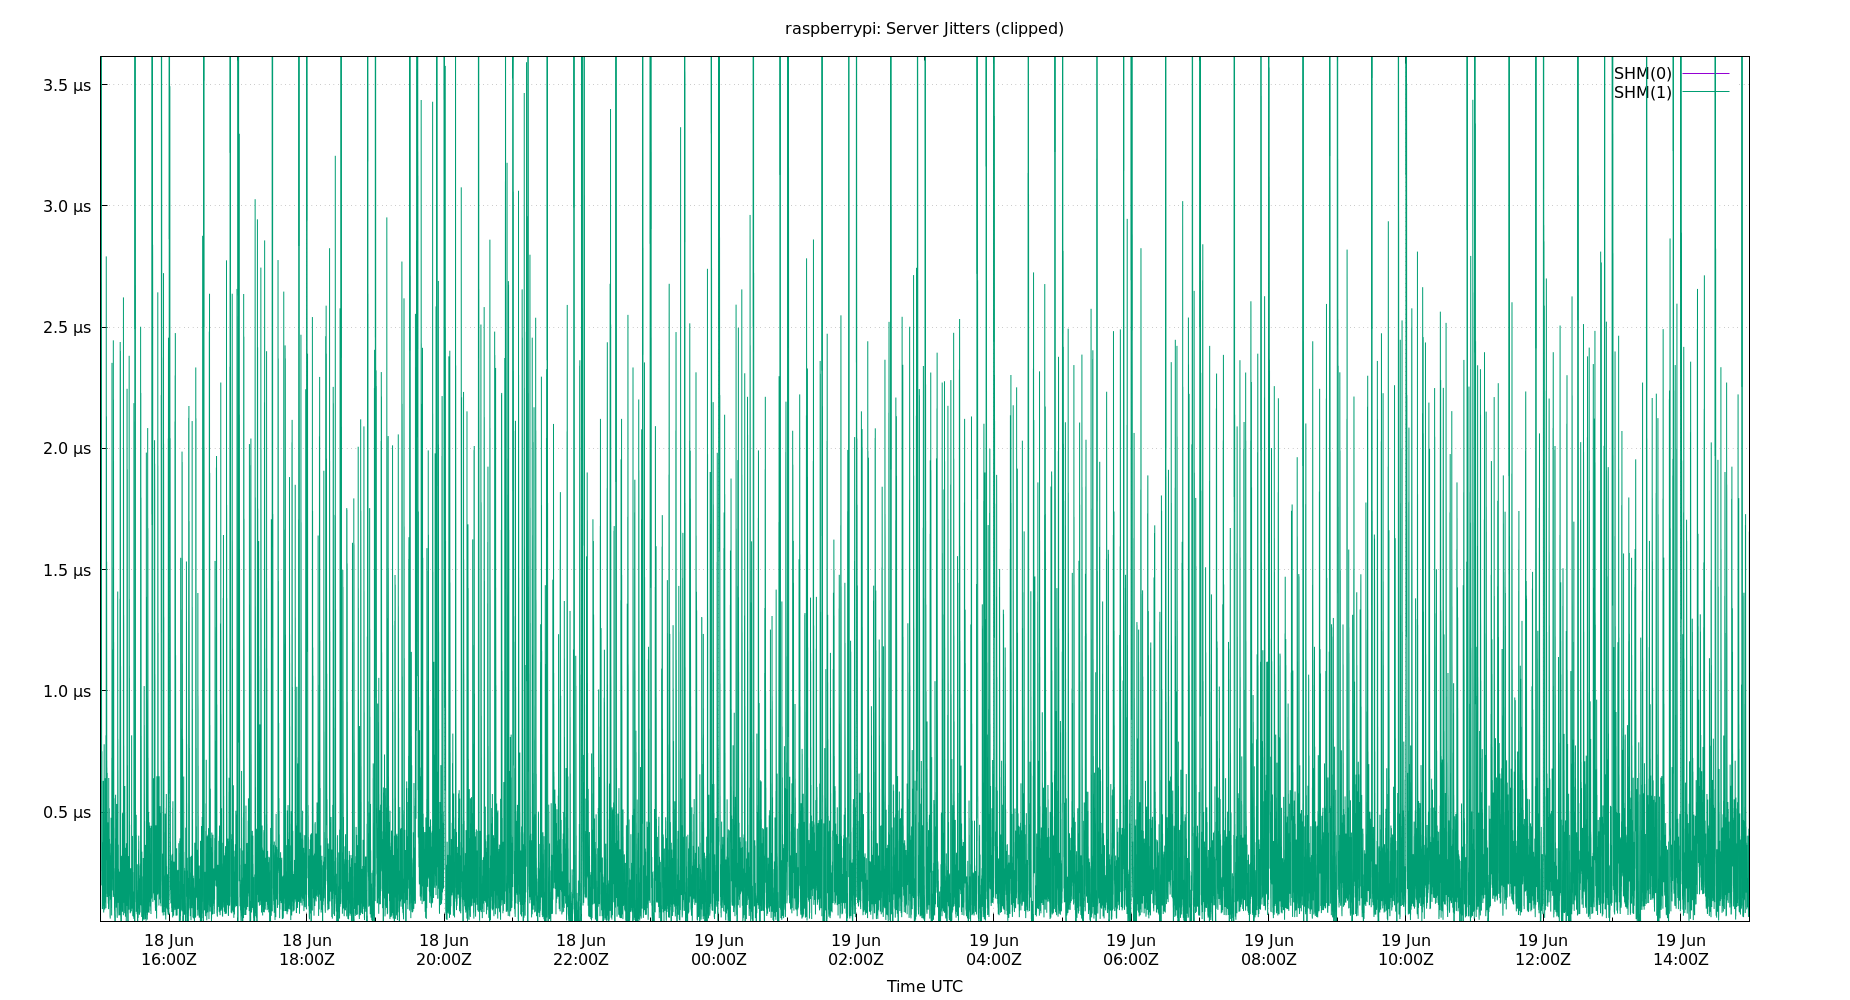 raspberrypi: Server Jitters (clipped)
SHM(0)
SHM(1)
3.5 µs
3.0 µs
2.5 µs
2.0 µs
1.5 µs
1.0 µs
0.5 µs
18 Jun 18 Jun 18 Jun 18 Jun 19 Jun 19 Jun 19 Jun 19 Jun 19 Jun 19 Jun 19 Jun 19 Jun
16:00Z 18:00Z 20:00Z 22:00Z 00:00Z 02:00Z 04:00Z 06:00Z 08:00Z 10:00Z 12:00Z 14:00Z
Time UTC